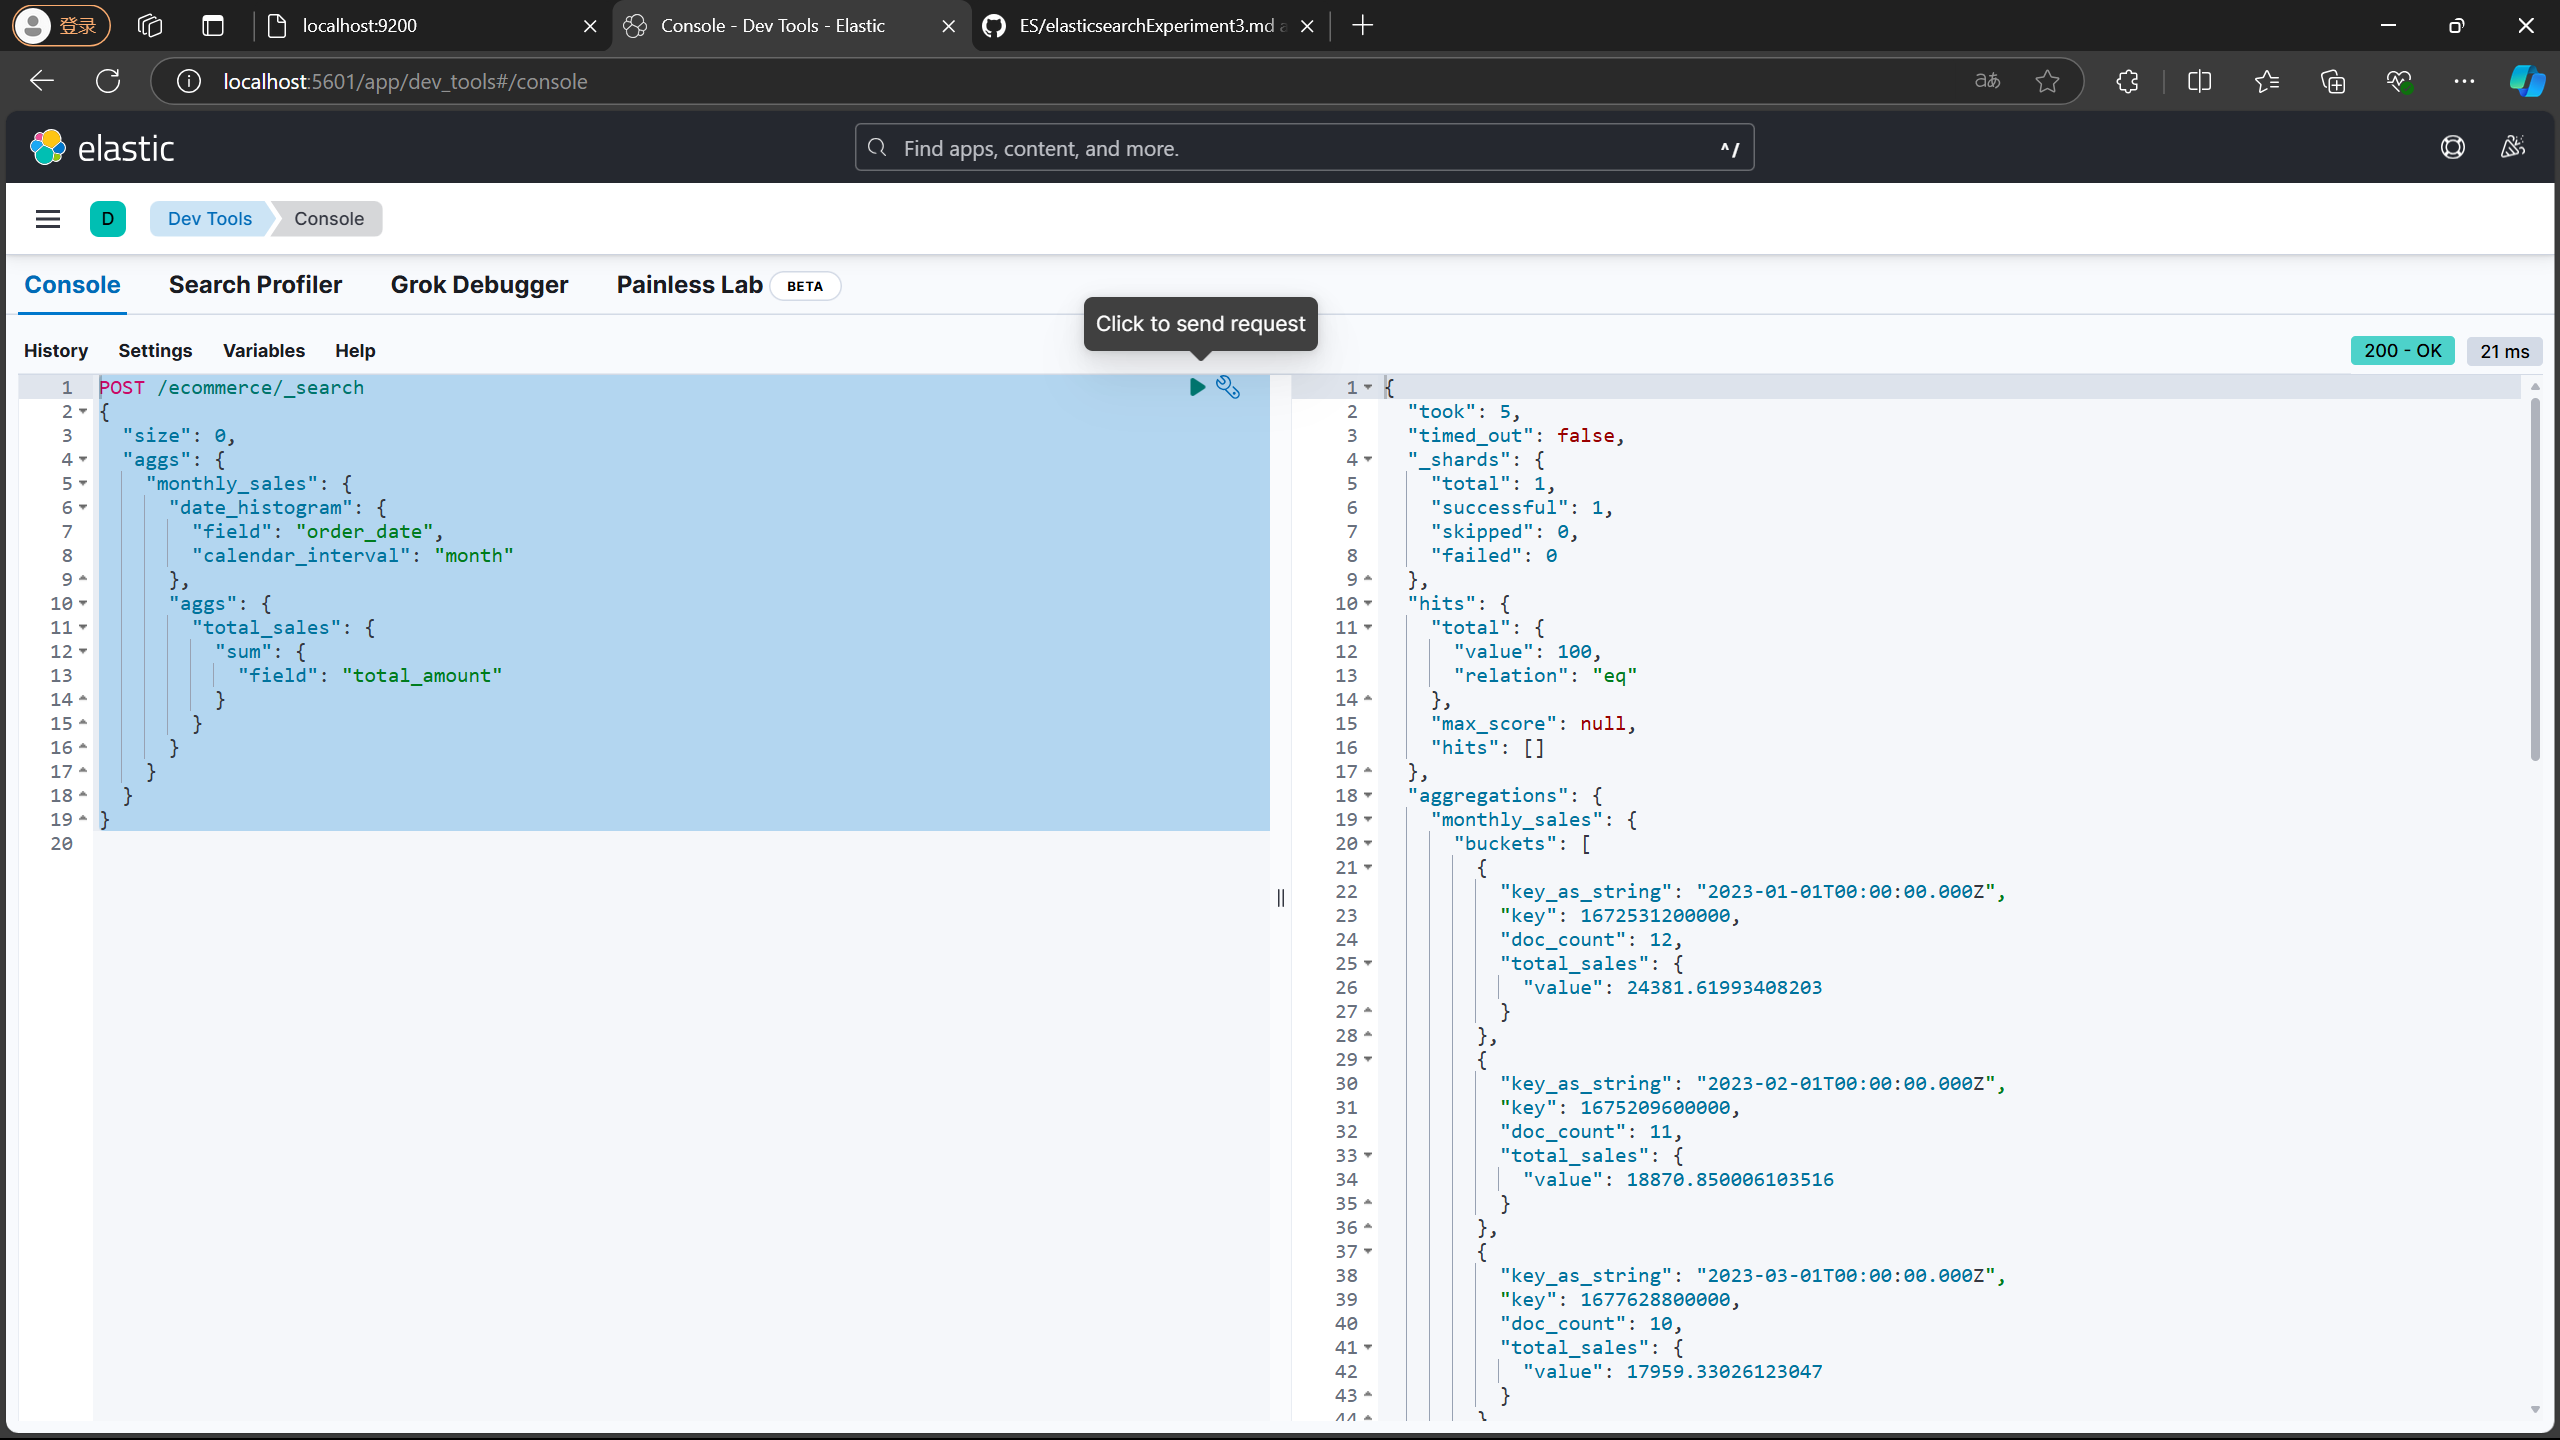 登录
localhost:9200
Console - Dev Tools - Elastic
ES/elasticsearchExperiment3.md a
localhost:5601/app/dev_tools#/console
aあ
elastic
Find apps, content, and more.
^/
D
Dev Tools
Console
Console
Search Profiler
Grok Debugger
Painless Lab
BETA
Click to send request
History
Settings
Variables
Help
200 - OK
21 ms
1 POST /ecommerce/_search
2 {
3 "size": 0,
4 "aggs": {
5 "monthly_sales": {
6 "date_histogram": {
7 "field": "order_date",
8 "calendar_interval": "month"
9 },
10 "aggs": {
11 "total_sales": {
12 "sum": {
13 "field": "total_amount"
14 }
15 }
16 }
17 }
18 }
19 }
20
1 {
2 "took": 5,
3 "timed_out": false,
4 "_shards": {
5 "total": 1,
6 "successful": 1,
7 "skipped": 0,
8 "failed": 0
9 },
10 "hits": {
11 "total": {
12 "value": 100,
13 "relation": "eq"
14 },
15 "max_score": null,
16 "hits": []
17 },
18 "aggregations": {
19 "monthly_sales": {
20 "buckets": [
21 {
22 "key_as_string": "2023-01-01T00:00:00.000Z",
23 "key": 1672531200000,
24 "doc_count": 12,
25 "total_sales": {
26 "value": 24381.61993408203
27 }
28 },
29 {
30 "key_as_string": "2023-02-01T00:00:00.000Z",
31 "key": 1675209600000,
32 "doc_count": 11,
33 "total_sales": {
34 "value": 18870.850006103516
35 }
36 },
37 {
38 "key_as_string": "2023-03-01T00:00:00.000Z",
39 "key": 1677628800000,
40 "doc_count": 10,
41 "total_sales": {
42 "value": 17959.33026123047
43 }
44 }